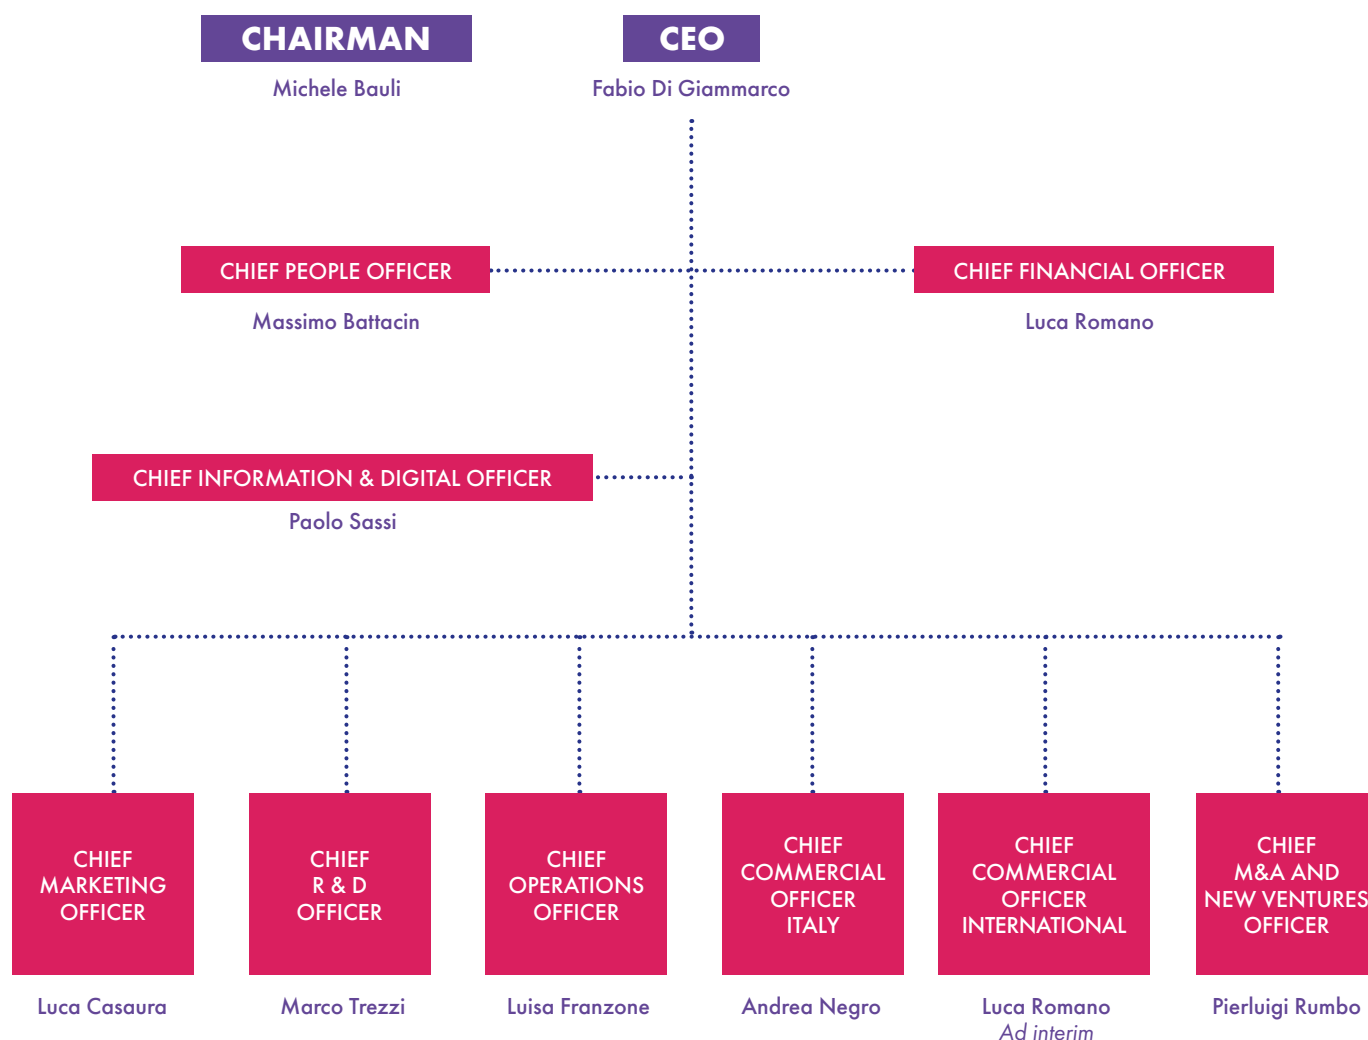 CHAIRMAN
Michele Bauli
CEO
Fabio Di Giammarco
CHIEF PEOPLE OFFICER
Massimo Battacin
CHIEF FINANCIAL OFFICER
Luca Romano
CHIEF INFORMATION & DIGITAL OFFICER
Paolo Sassi
CHIEF
MARKETING
OFFICER
Luca Casaura
CHIEF
R & D
OFFICER
Marco Trezzi
CHIEF
OPERATIONS
OFFICER
Luisa Franzone
CHIEF
COMMERCIAL
OFFICER
ITALY
Andrea Negro
CHIEF
COMMERCIAL
OFFICER
INTERNATIONAL
Luca Romano
Ad interim
CHIEF
M&A AND
NEW VENTURES
OFFICER
Pierluigi Rumbo